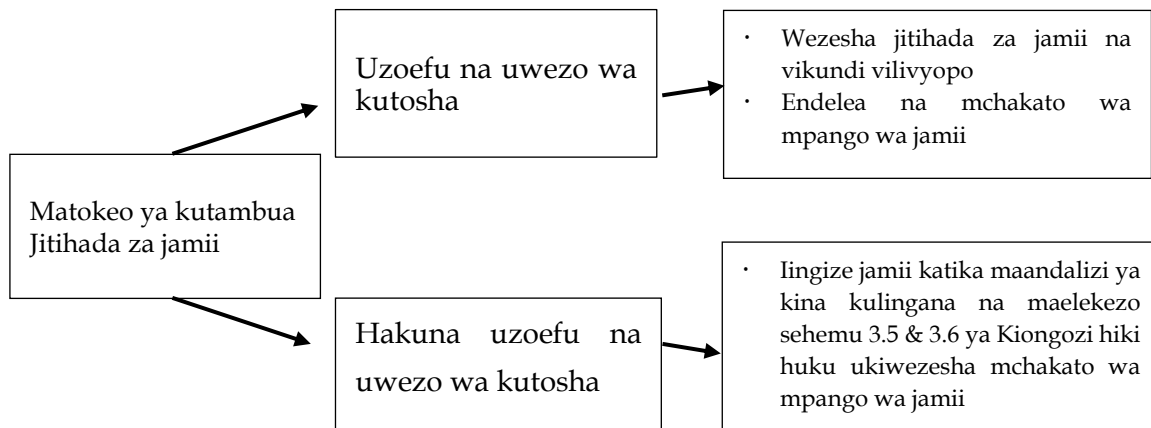 Uzoefu na uwezo wa
kutosha
· Wezesha jitihada za jamii na
vikundi vilivyopo
· Endelea na mchakato wa
mpango wa jamii
Matokeo ya kutambua
Jitihada za jamii
Hakuna uzoefu na
uwezo wa kutosha
· Iingize jamii katika maandalizi ya
kina kulingana na maelekezo
sehemu 3.5 & 3.6 ya Kiongozi hiki
huku ukiwezesha mchakato wa
mpango wa jamii